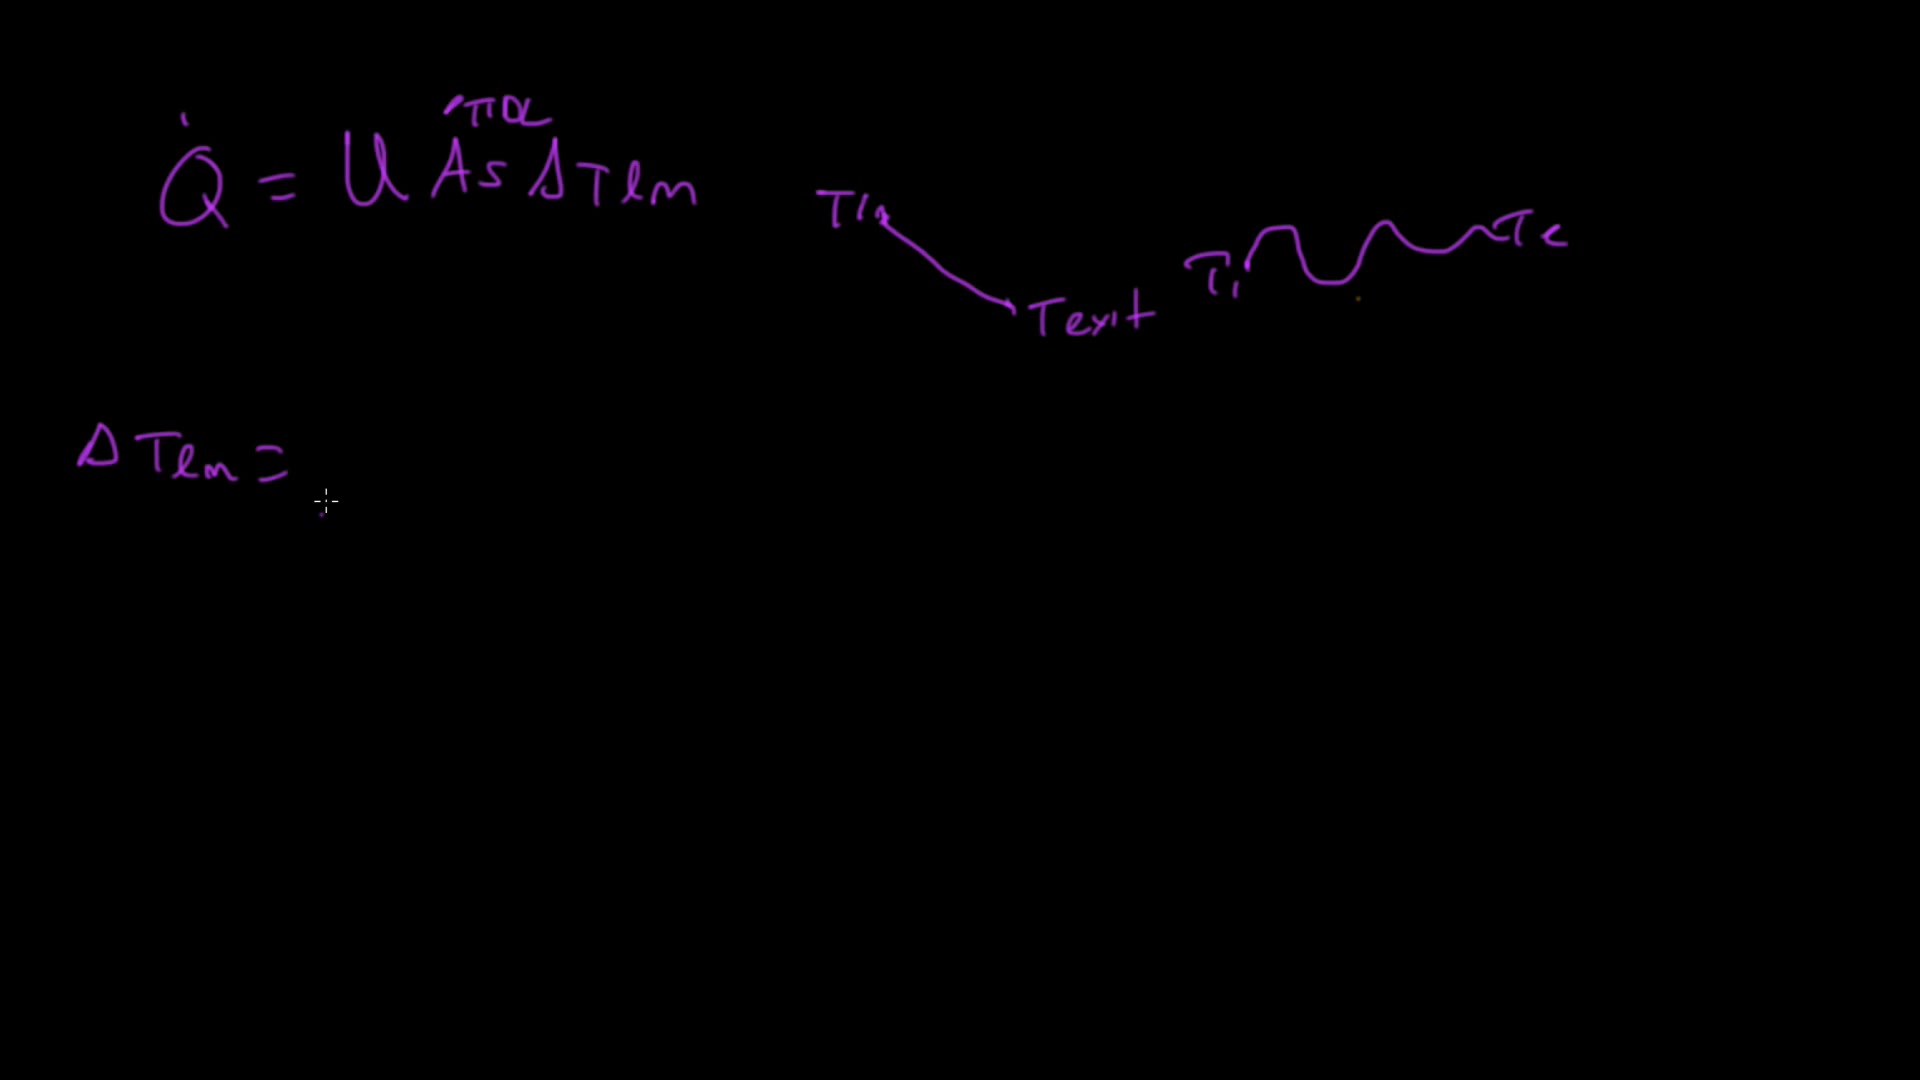 πDL
Q̇ = U As ΔTlm
Tin
Texit
Ti
Te
ΔTlm =